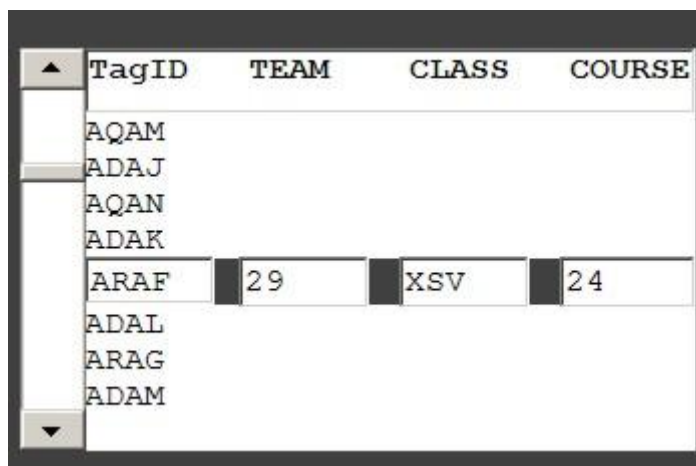 TagID TEAM CLASS COURSE
AQAM
ADAJ
AQAN
ADAK
ARAF 29 XSV 24
ADAL
ARAG
ADAM